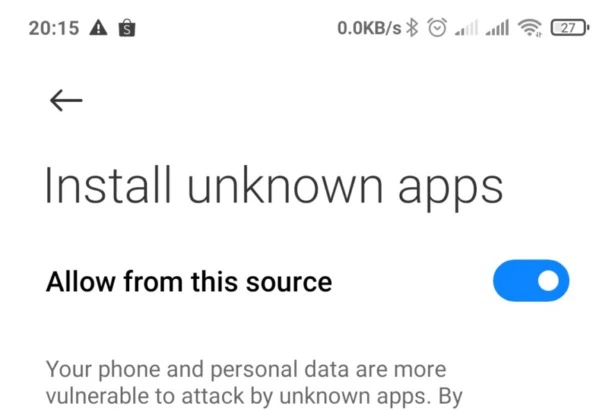 20:15 0.0KB/s 27
Install unknown apps
Allow from this source
Your phone and personal data are more
vulnerable to attack by unknown apps. By